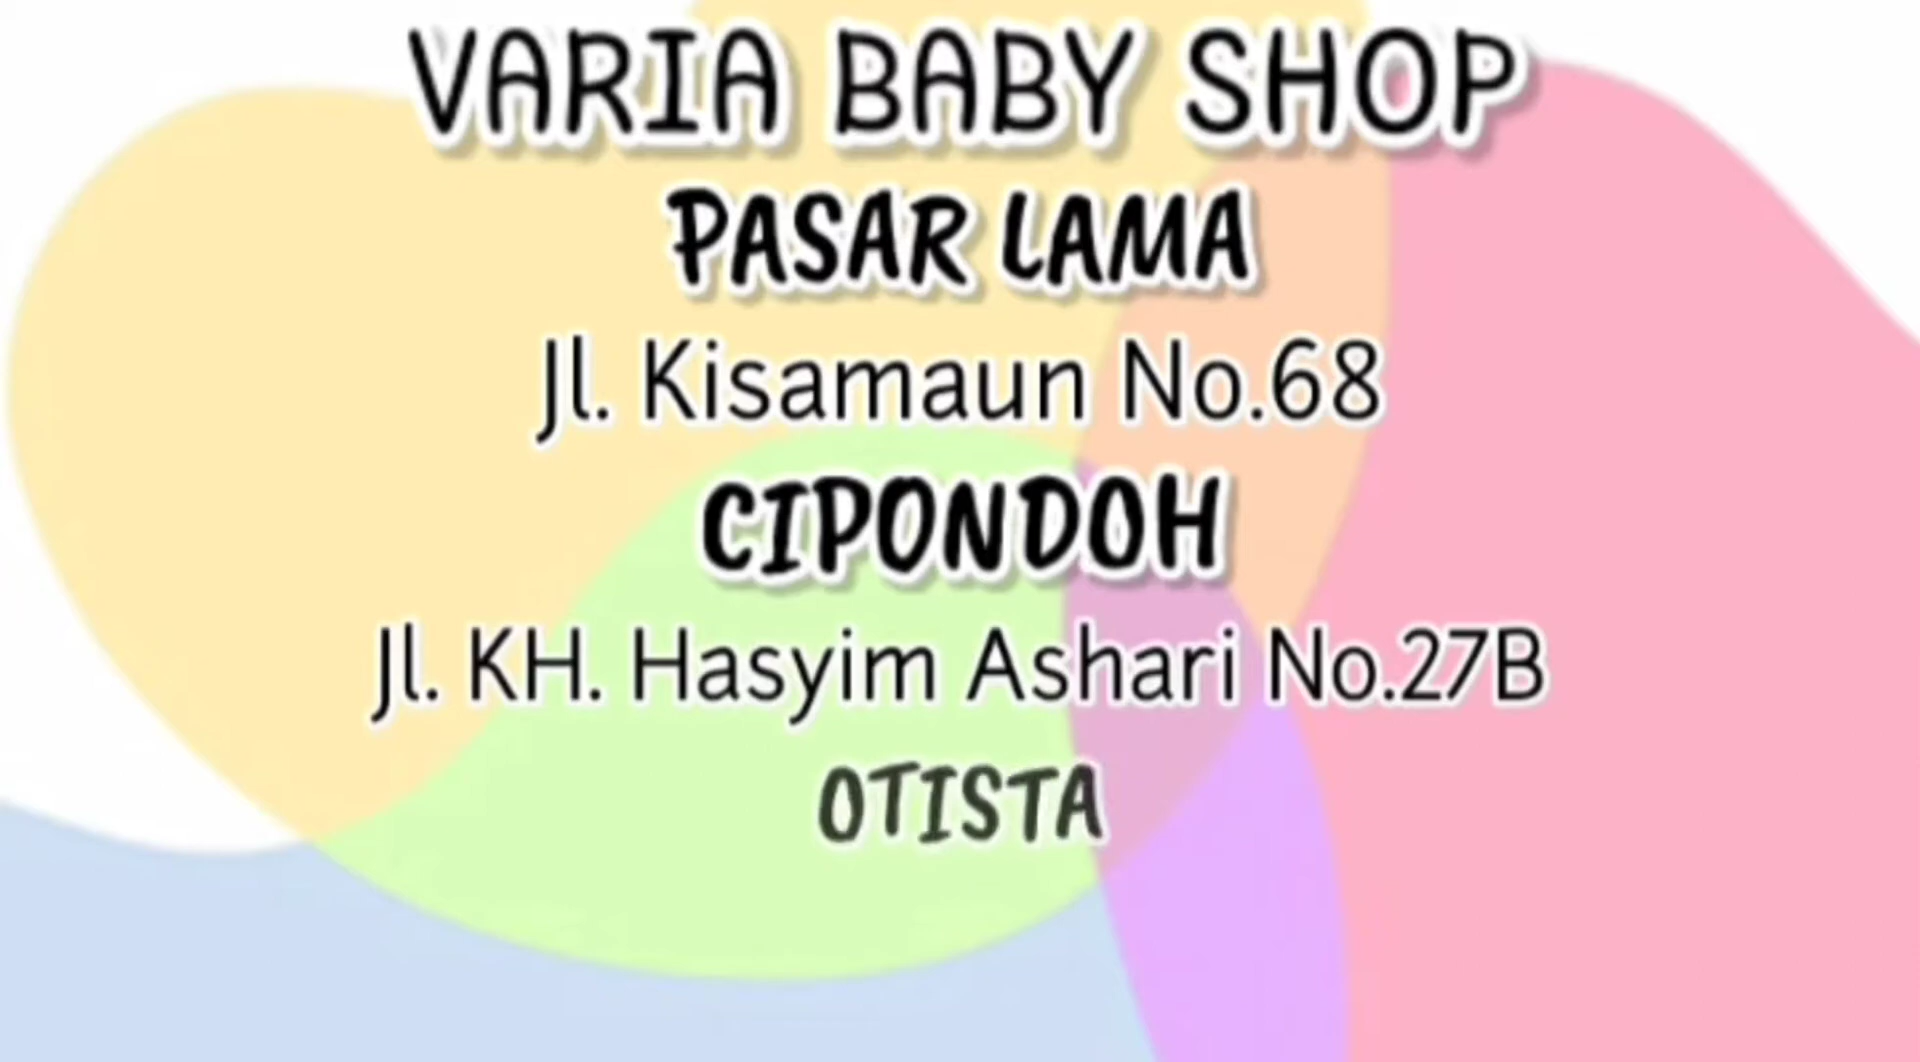 VARIA BABY SHOP
PASAR LAMA
Jl. Kisamaun No.68
CIPONDOH
Jl. KH. Hasyim Ashari No.27B
OTISTA